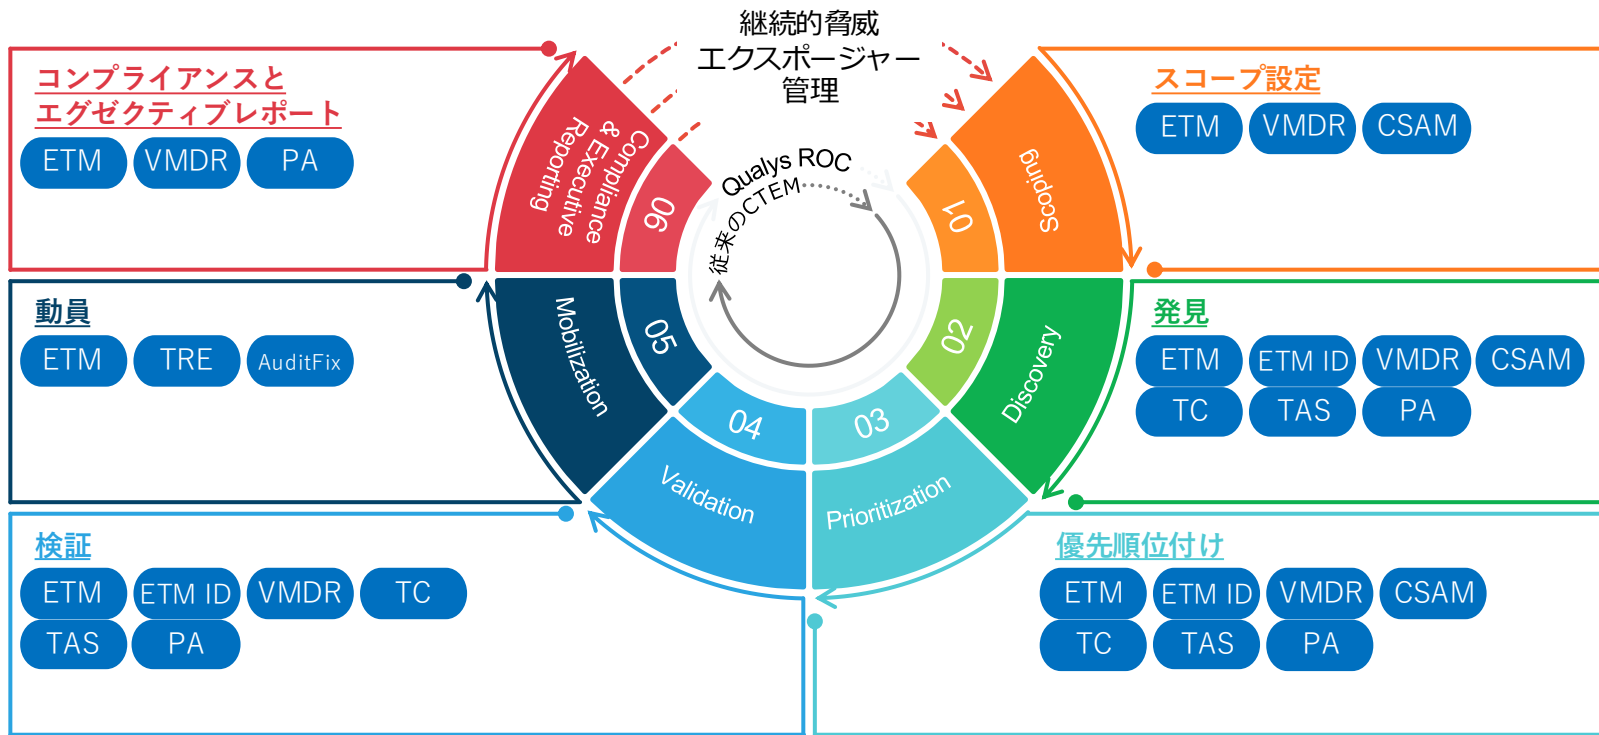 継続的脅威
エクスポージャー
管理
コンプライアンスと
エグゼクティブレポート
ETM VMDR PA
スコープ設定
ETM VMDR CSAM
Compliance
& Executive
Reporting
06
Qualys ROC
従来のCTEM
01
Scoping
動員
ETM TRE AuditFix
Mobilization
05
02
Discovery
発見
ETM ETM ID VMDR CSAM
TC TAS PA
04
Validation
03
Prioritization
検証
ETM ETM ID VMDR TC
TAS PA
優先順位付け
ETM ETM ID VMDR CSAM
TC TAS PA